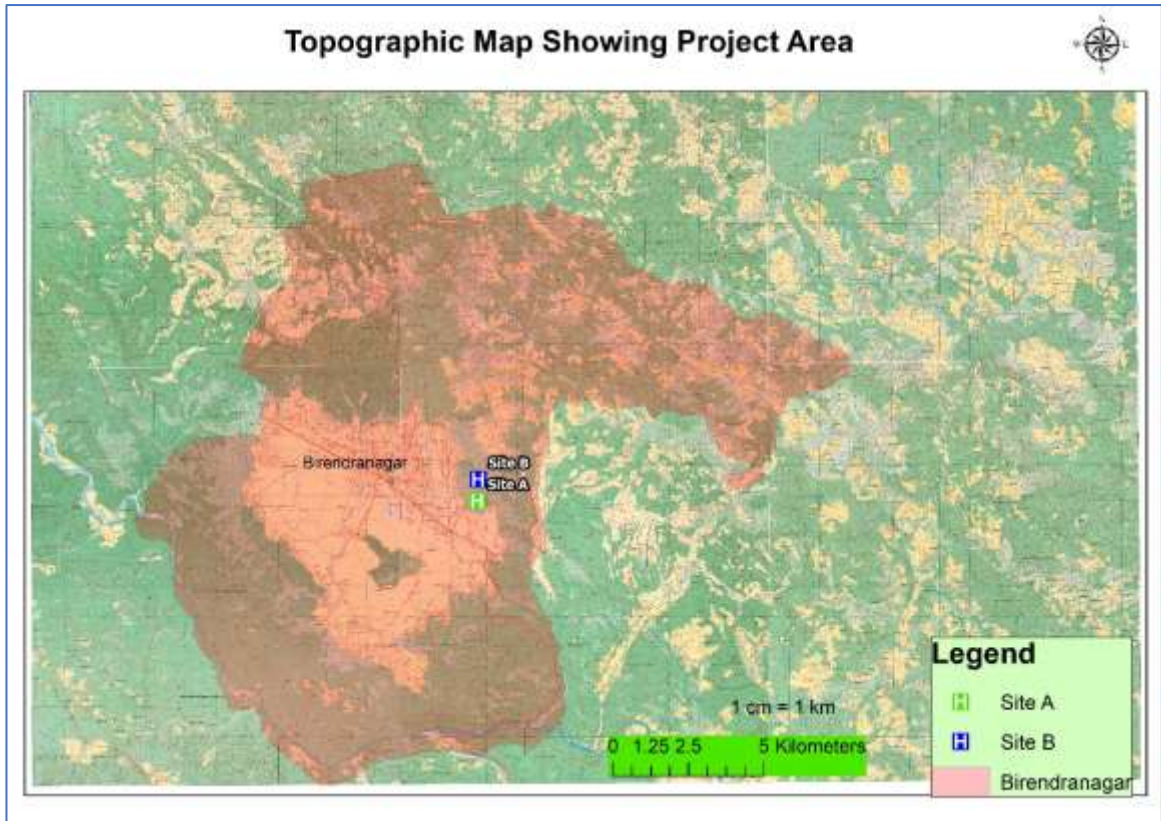 Topographic Map Showing Project Area
Birendranagar
Site B
H
Site A
H
1 cm = 1 km
0 1.25 2.5 5 Kilometers
Legend
H Site A
H Site B
Birendranagar